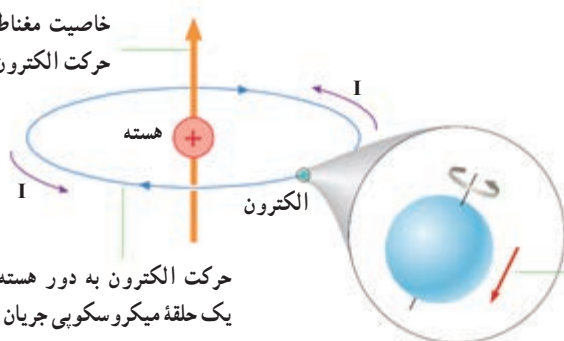 خاصیت مغناط
حرکت الکترون
I
هسته
+
I
الکترون
حرکت الکترون به دور هسته
یک حلقهٔ میکروسکوپی جریان